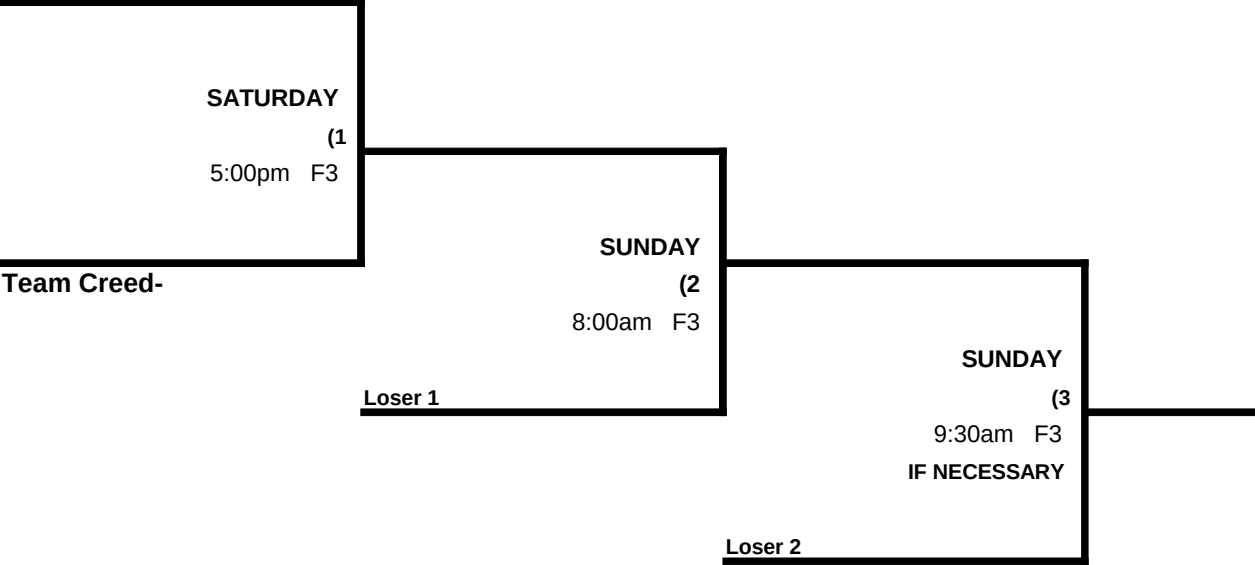 SATURDAY
(1
5:00pm F3
Team Creed-
SUNDAY
(2
8:00am F3
Loser 1
SUNDAY
(3
9:30am F3
IF NECESSARY
Loser 2